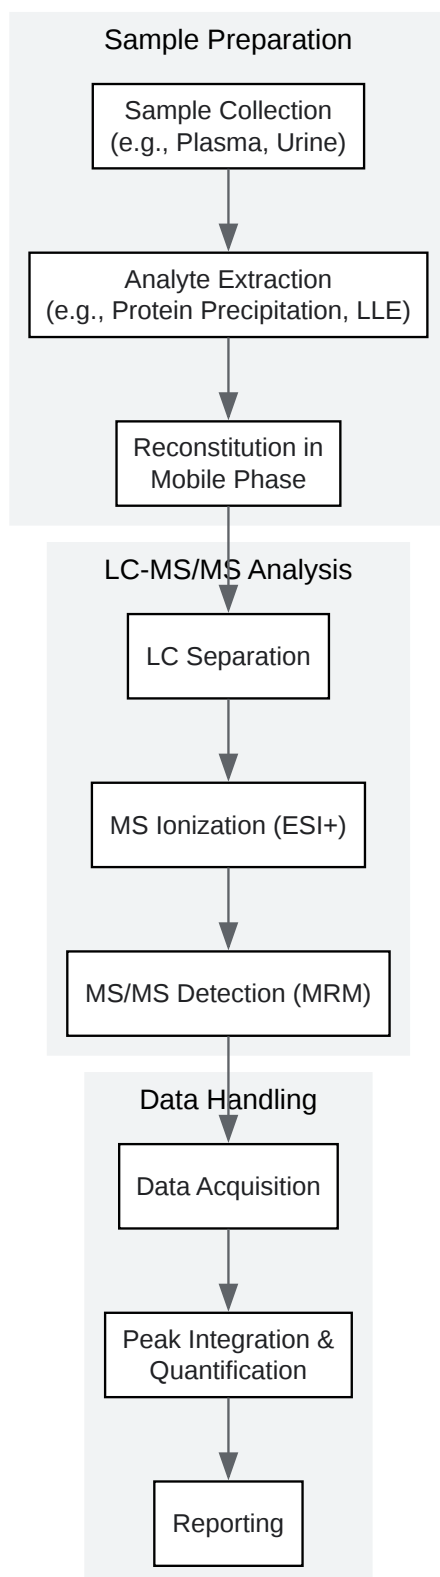 Sample Preparation
Sample Collection
(e.g., Plasma, Urine)
Analyte Extraction
(e.g., Protein Precipitation, LLE)
Reconstitution in
Mobile Phase
LC-MS/MS Analysis
LC Separation
MS Ionization (ESI+)
MS/MS Detection (MRM)
Data Handling
Data Acquisition
Peak Integration &
Quantification
Reporting